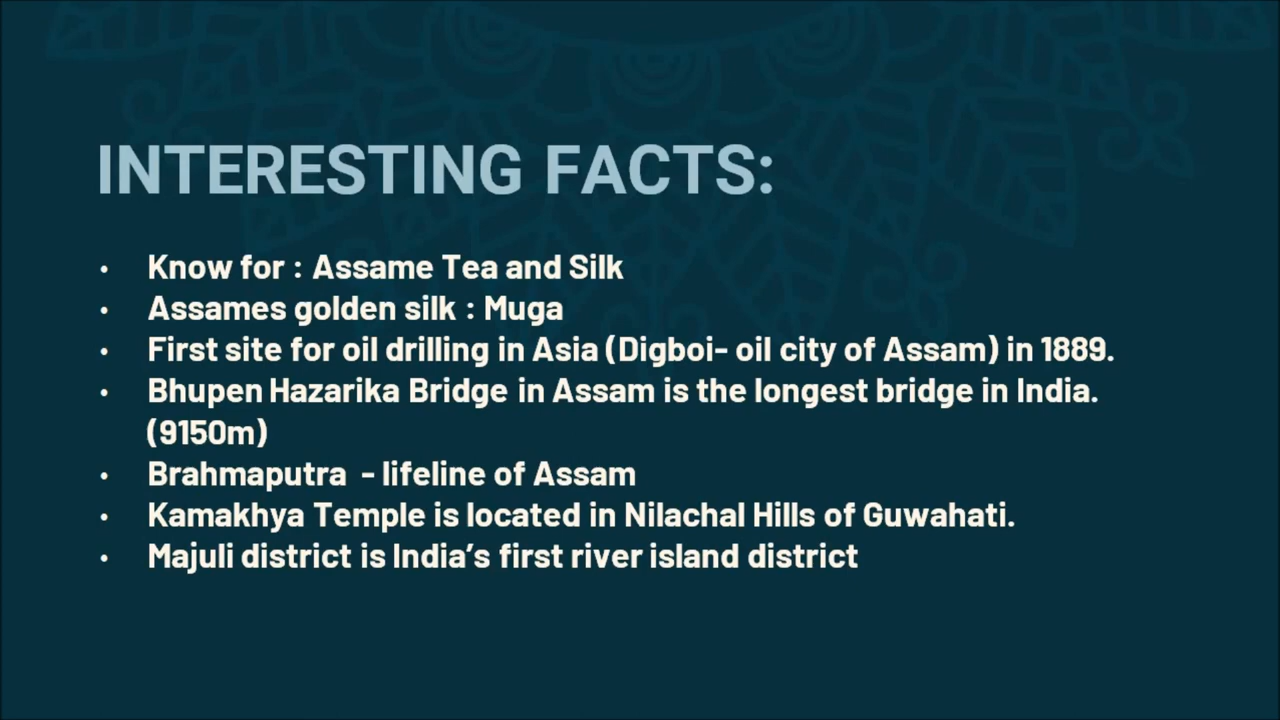 INTERESTING FACTS:
• Know for : Assame Tea and Silk
• Assames golden silk : Muga
• First site for oil drilling in Asia (Digboi- oil city of Assam) in 1889.
• Bhupen Hazarika Bridge in Assam is the longest bridge in India.
(9150m)
• Brahmaputra - lifeline of Assam
• Kamakhya Temple is located in Nilachal Hills of Guwahati.
• Majuli district is India’s first river island district